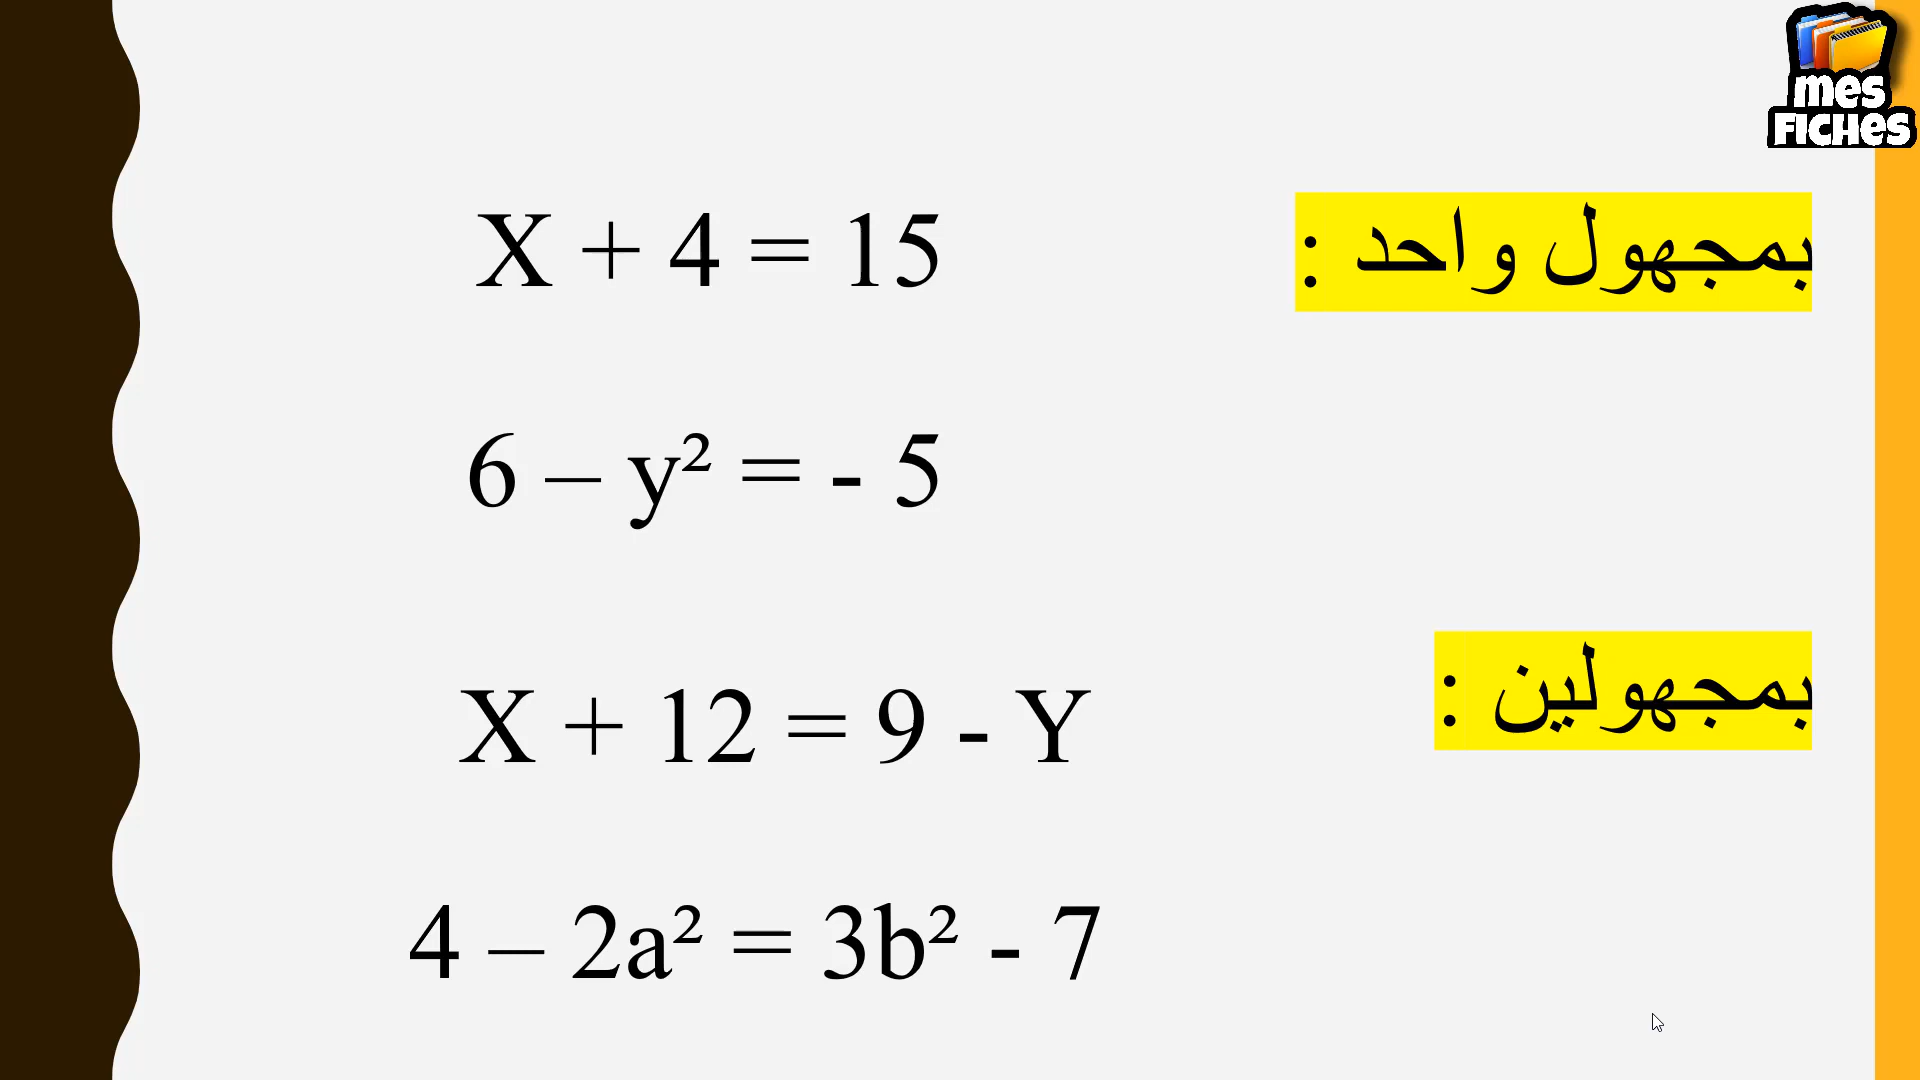 mes
FICHES
بمجهول واحد :
X + 4 = 15
6 – y² = - 5
بمجهولين :
X + 12 = 9 - Y
4 – 2a² = 3b² - 7